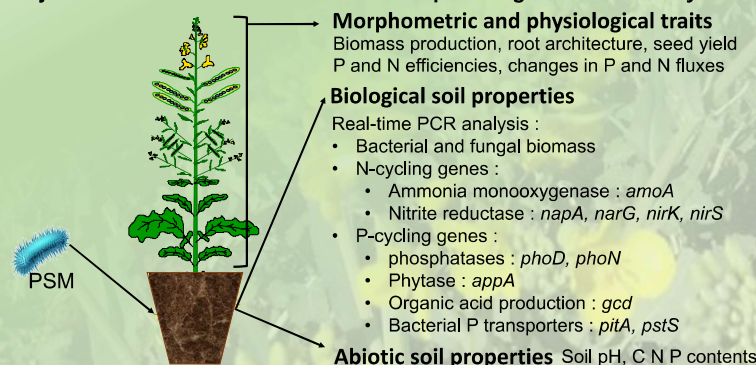 Morphometric and physiological traits
Biomass production, root architecture, seed yield
P and N efficiencies, changes in P and N fluxes
Biological soil properties
Real-time PCR analysis :
• Bacterial and fungal biomass
• N-cycling genes :
• Ammonia monooxygenase : amoA
• Nitrite reductase : napA, narG, nirK, nirS
• P-cycling genes :
• phosphatases : phoD, phoN
• Phytase : appA
• Organic acid production : gcd
• Bacterial P transporters : pitA, pstS
PSM
Abiotic soil properties Soil pH, C N P contents